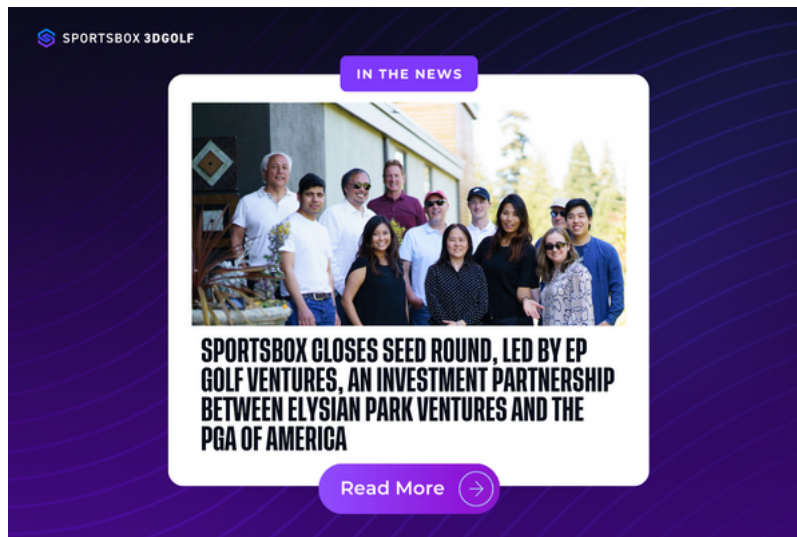 SPORTSBOX 3DGOLF
IN THE NEWS
SPORTSBOX CLOSES SEED ROUND, LED BY EP
GOLF VENTURES, AN INVESTMENT PARTNERSHIP
BETWEEN ELYSIAN PARK VENTURES AND THE
PGA OF AMERICA
Read More